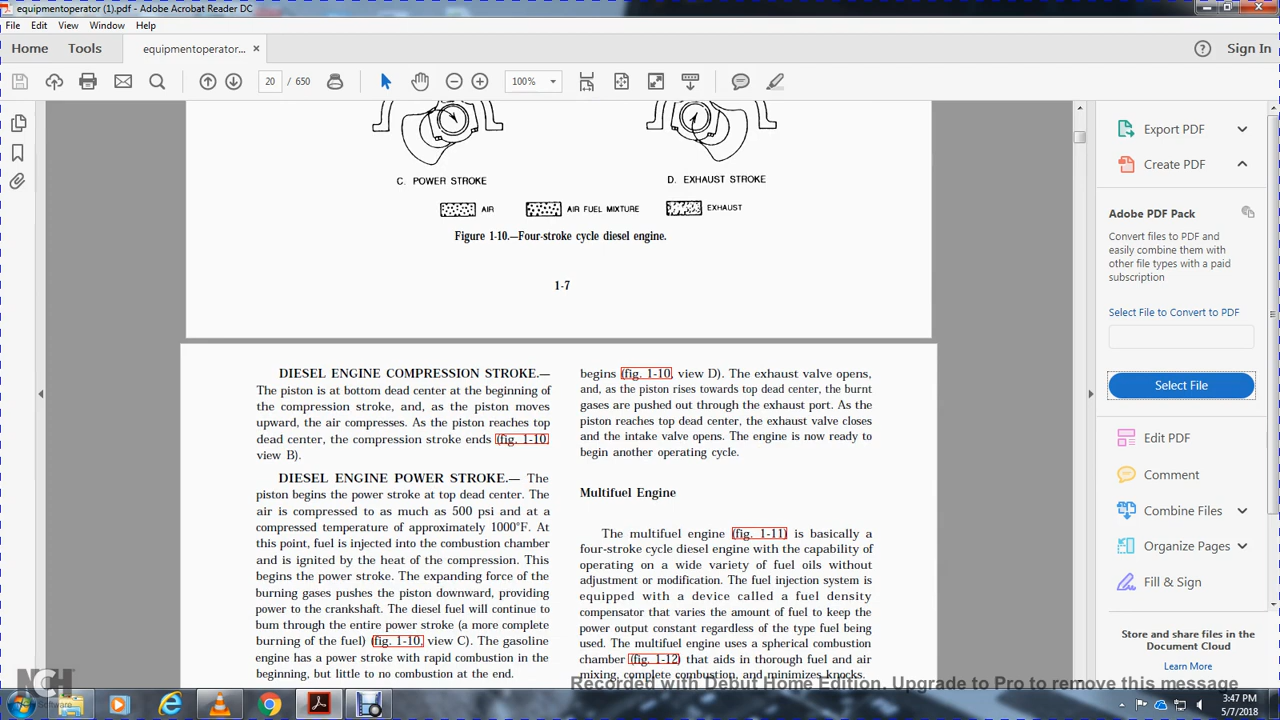 equipmentoperator (1).pdf - Adobe Acrobat Reader DC
File Edit View Window Help
Home Tools equipmentoperator... × Sign In
20 / 650 100%
C. POWER STROKE D. EXHAUST STROKE
AIR AIR FUEL MIXTURE EXHAUST
Figure 1-10.—Four-stroke cycle diesel engine.
1-7
DIESEL ENGINE COMPRESSION STROKE.—
The piston is at bottom dead center at the beginning of
the compression stroke, and, as the piston moves
upward, the air compresses. As the piston reaches top
dead center, the compression stroke ends (fig. 1-10,
view B).
DIESEL ENGINE POWER STROKE.— The
piston begins the power stroke at top dead center. The
air is compressed to as much as 500 psi and at a
compressed temperature of approximately 1000°F. At
this point, fuel is injected into the combustion chamber
and is ignited by the heat of the compression. This
begins the power stroke. The expanding force of the
burning gases pushes the piston downward, providing
power to the crankshaft. The diesel fuel will continue to
bum through the entire power stroke (a more complete
burning of the fuel) (fig. 1-10, view C). The gasoline
engine has a power stroke with rapid combustion in the
beginning, but little to no combustion at the end.
begins (fig. 1-10, view D). The exhaust valve opens,
and, as the piston rises towards top dead center, the burnt
gases are pushed out through the exhaust port. As the
piston reaches top dead center, the exhaust valve closes
and the intake valve opens. The engine is now ready to
begin another operating cycle.
Multifuel Engine
The multifuel engine (fig. 1-11) is basically a
four-stroke cycle diesel engine with the capability of
operating on a wide variety of fuel oils without
adjustment or modification. The fuel injection system is
equipped with a device called a fuel density
compensator that varies the amount of fuel to keep the
power output constant regardless of the type fuel being
used. The multifuel engine uses a spherical combustion
chamber (fig. 1-12) that aids in thorough fuel and air
mixing, complete combustion, and minimizes knocks.
Export PDF
Create PDF
Adobe PDF Pack
Convert files to PDF and
easily combine them with
other file types with a paid
subscription
Select File to Convert to PDF
Select File
Edit PDF
Comment
Combine Files
Organize Pages
Fill & Sign
Store and share files in the
Document Cloud
Learn More
NCH
Recorded with Debut Home Edition. Upgrade to Pro to remove this message
3:47 PM
5/7/2018